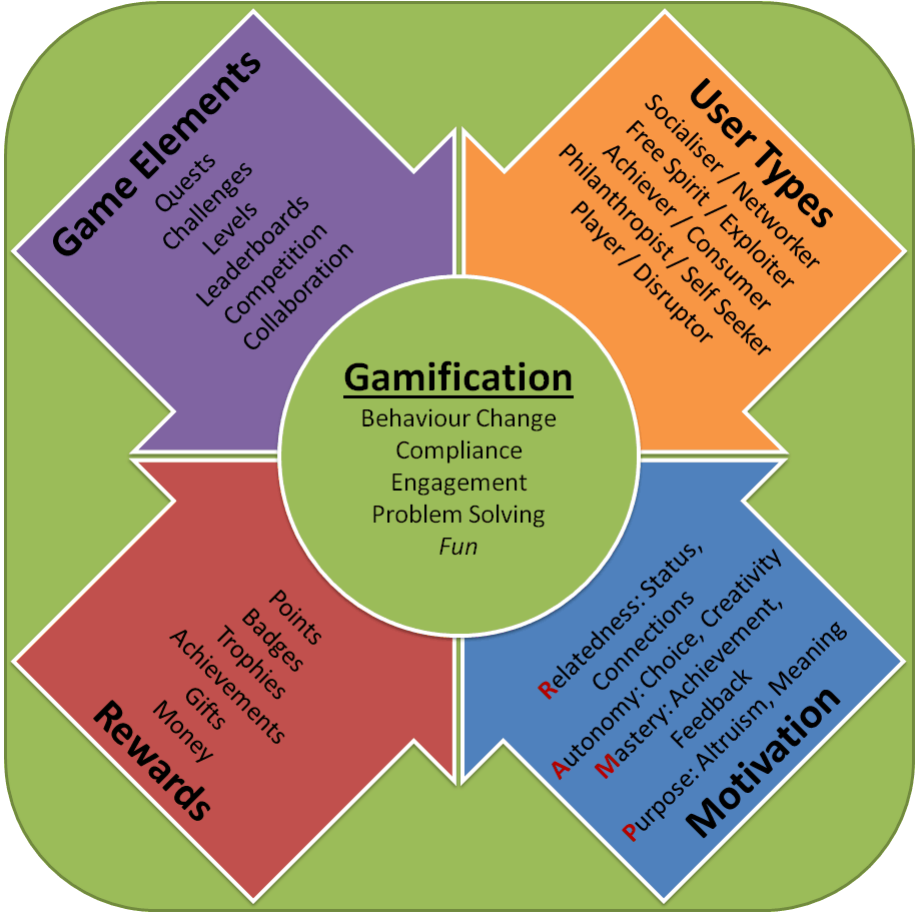 Game Elements
Quests
Challenges
Levels
Leaderboards
Competition
Collaboration
User Types
Socialiser / Networker
Free Spirit / Exploiter
Achiever / Consumer
Philanthropist / Self Seeker
Player / Disruptor
Gamification
Behaviour Change
Compliance
Engagement
Problem Solving
Fun
Points
Badges
Trophies
Achievements
Gifts
Money
Rewards
Relatedness: Status,
Connections
Autonomy: Choice, Creativity
Mastery: Achievement,
Feedback
Purpose: Altruism, Meaning
Motivation